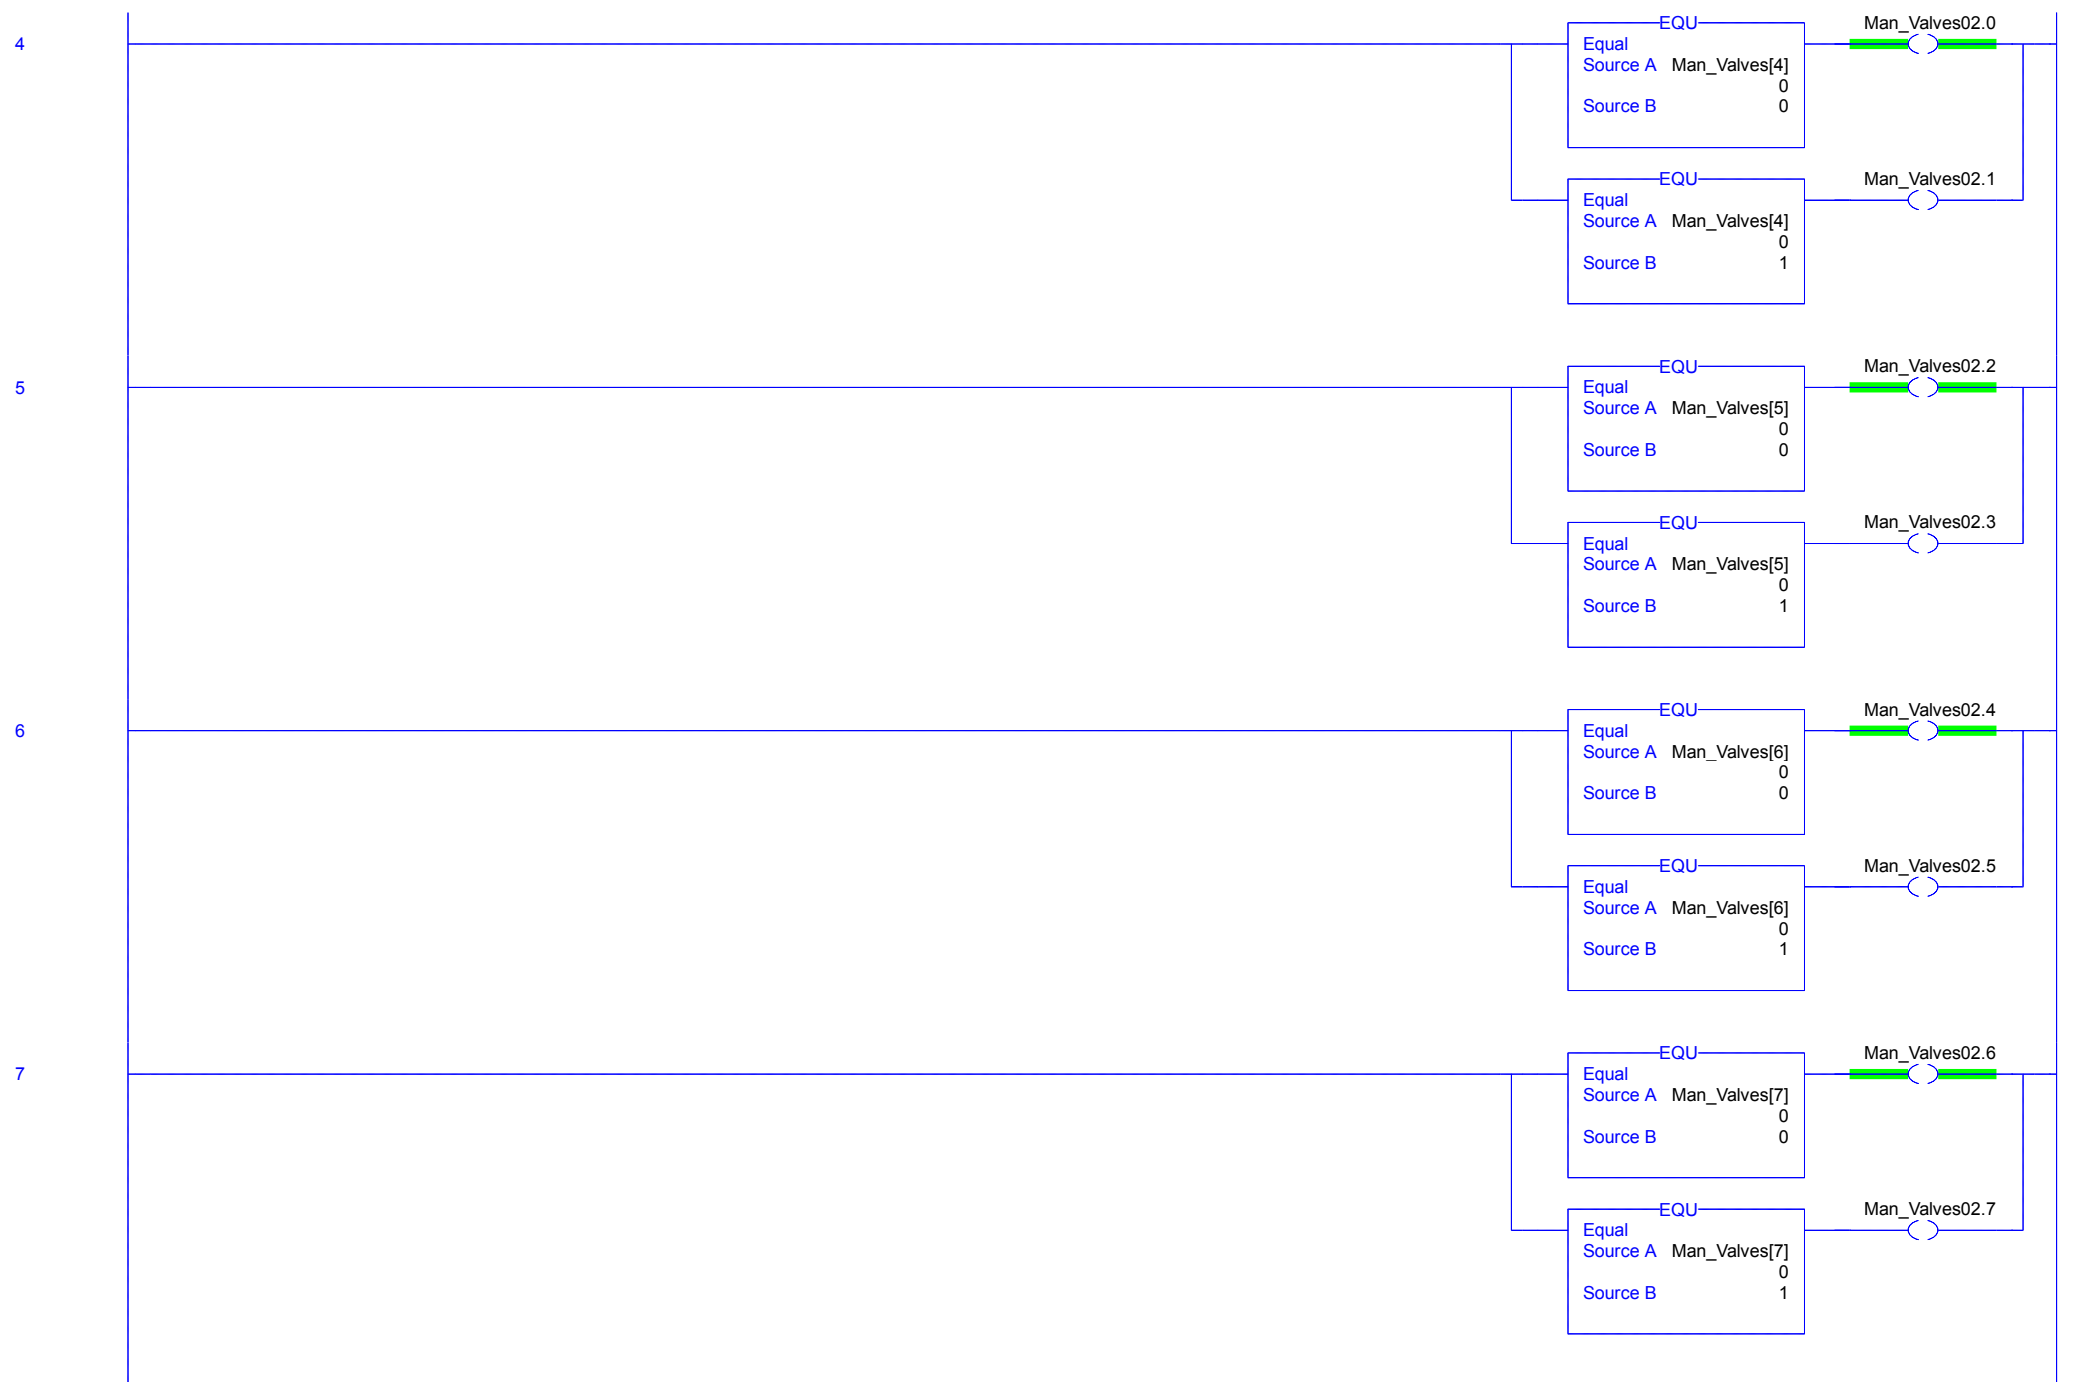 4
EQU
Equal
Source A Man_Valves[4]
0
Source B 0
Man_Valves02.0
EQU
Equal
Source A Man_Valves[4]
0
Source B 1
Man_Valves02.1
5
EQU
Equal
Source A Man_Valves[5]
0
Source B 0
Man_Valves02.2
EQU
Equal
Source A Man_Valves[5]
0
Source B 1
Man_Valves02.3
6
EQU
Equal
Source A Man_Valves[6]
0
Source B 0
Man_Valves02.4
EQU
Equal
Source A Man_Valves[6]
0
Source B 1
Man_Valves02.5
7
EQU
Equal
Source A Man_Valves[7]
0
Source B 0
Man_Valves02.6
EQU
Equal
Source A Man_Valves[7]
0
Source B 1
Man_Valves02.7